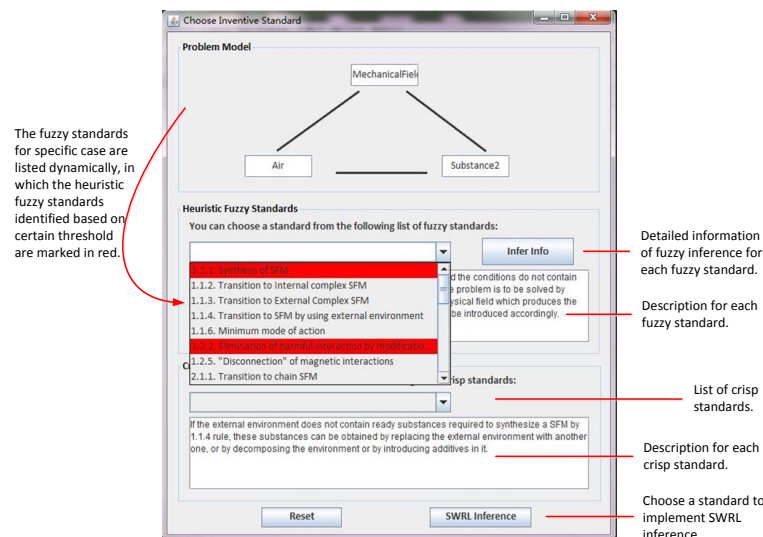 Choose Inventive Standard
Problem Model
MechanicalFiel
Air
Substance2
The fuzzy standards
for specific case are
listed dynamically, in
which the heuristic
fuzzy standards
identified based on
certain threshold
are marked in red.
Heuristic Fuzzy Standards
You can choose a standard from the following list of fuzzy standards:
Infer Info
1.1.1. Synthesis of SFM
1.1.2. Transition to Internal complex SFM
1.1.3. Transition to External Complex SFM
1.1.4. Transition to SFM by using external environment
1.1.6. Minimum mode of action
1.2.2. Elimination of harmful interaction by modificatio...
1.2.5. "Disconnection" of magnetic interactions
2.1.1. Transition to chain SFM
d the conditions do not contain
problem is to be solved by
ysical field which produces the
be introduced accordingly.
isp standards:
If the external environment does not contain ready substances required to synthesize a SFM by
1.1.4 rule, these substances can be obtained by replacing the external environment with another
one, or by decomposing the environment or by introducing additives in it.
Reset
SWRL Inference
Detailed information
of fuzzy inference for
each fuzzy standard.
Description for each
fuzzy standard.
List of crisp
standards.
Description for each
crisp standard.
Choose a standard to
implement SWRL
inference